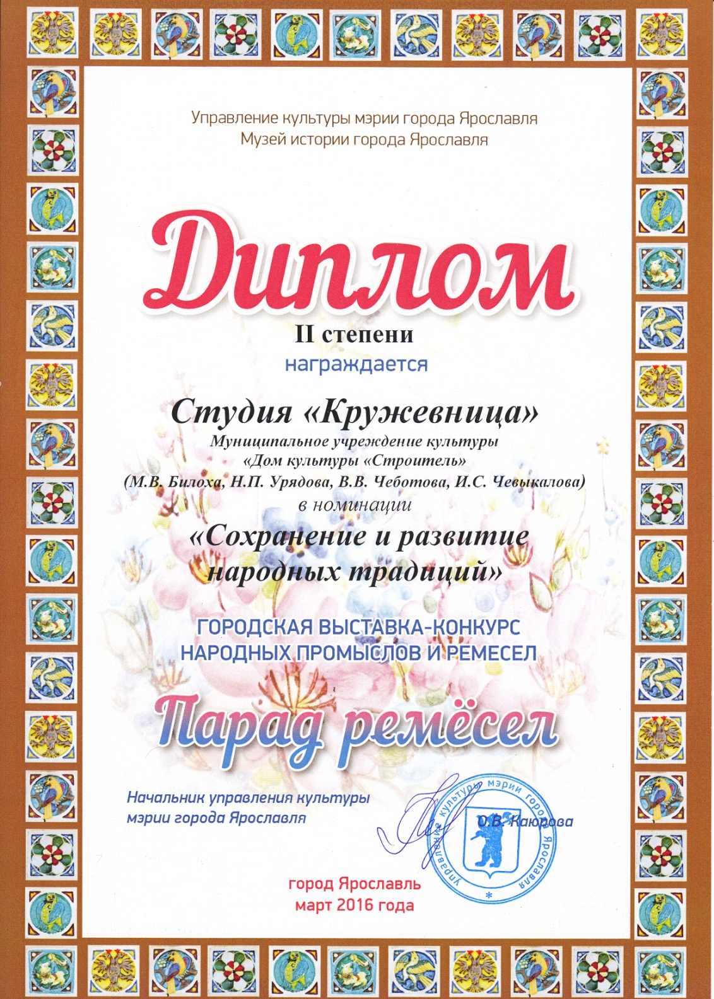 Управление культуры мэрии города Ярославля
Музей истории города Ярославля
Диплом
II степени
награждается
Студия «Кружевница»
Муниципальное учреждение культуры
«Дом культуры «Строитель»
(М.В. Билоха, Н.П. Урядова, В.В. Чеботова, И.С. Чевыкалова)
в номинации
«Сохранение и развитие
народных традиций»
ГОРОДСКАЯ ВЫСТАВКА-КОНКУРС
НАРОДНЫХ ПРОМЫСЛОВ И РЕМЕСЕЛ
Парад ремёсел
Начальник управления культуры
мэрии города Ярославля
О.В. Каюрова
управление культуры мэрии города Ярославля
*
город Ярославль
март 2016 года